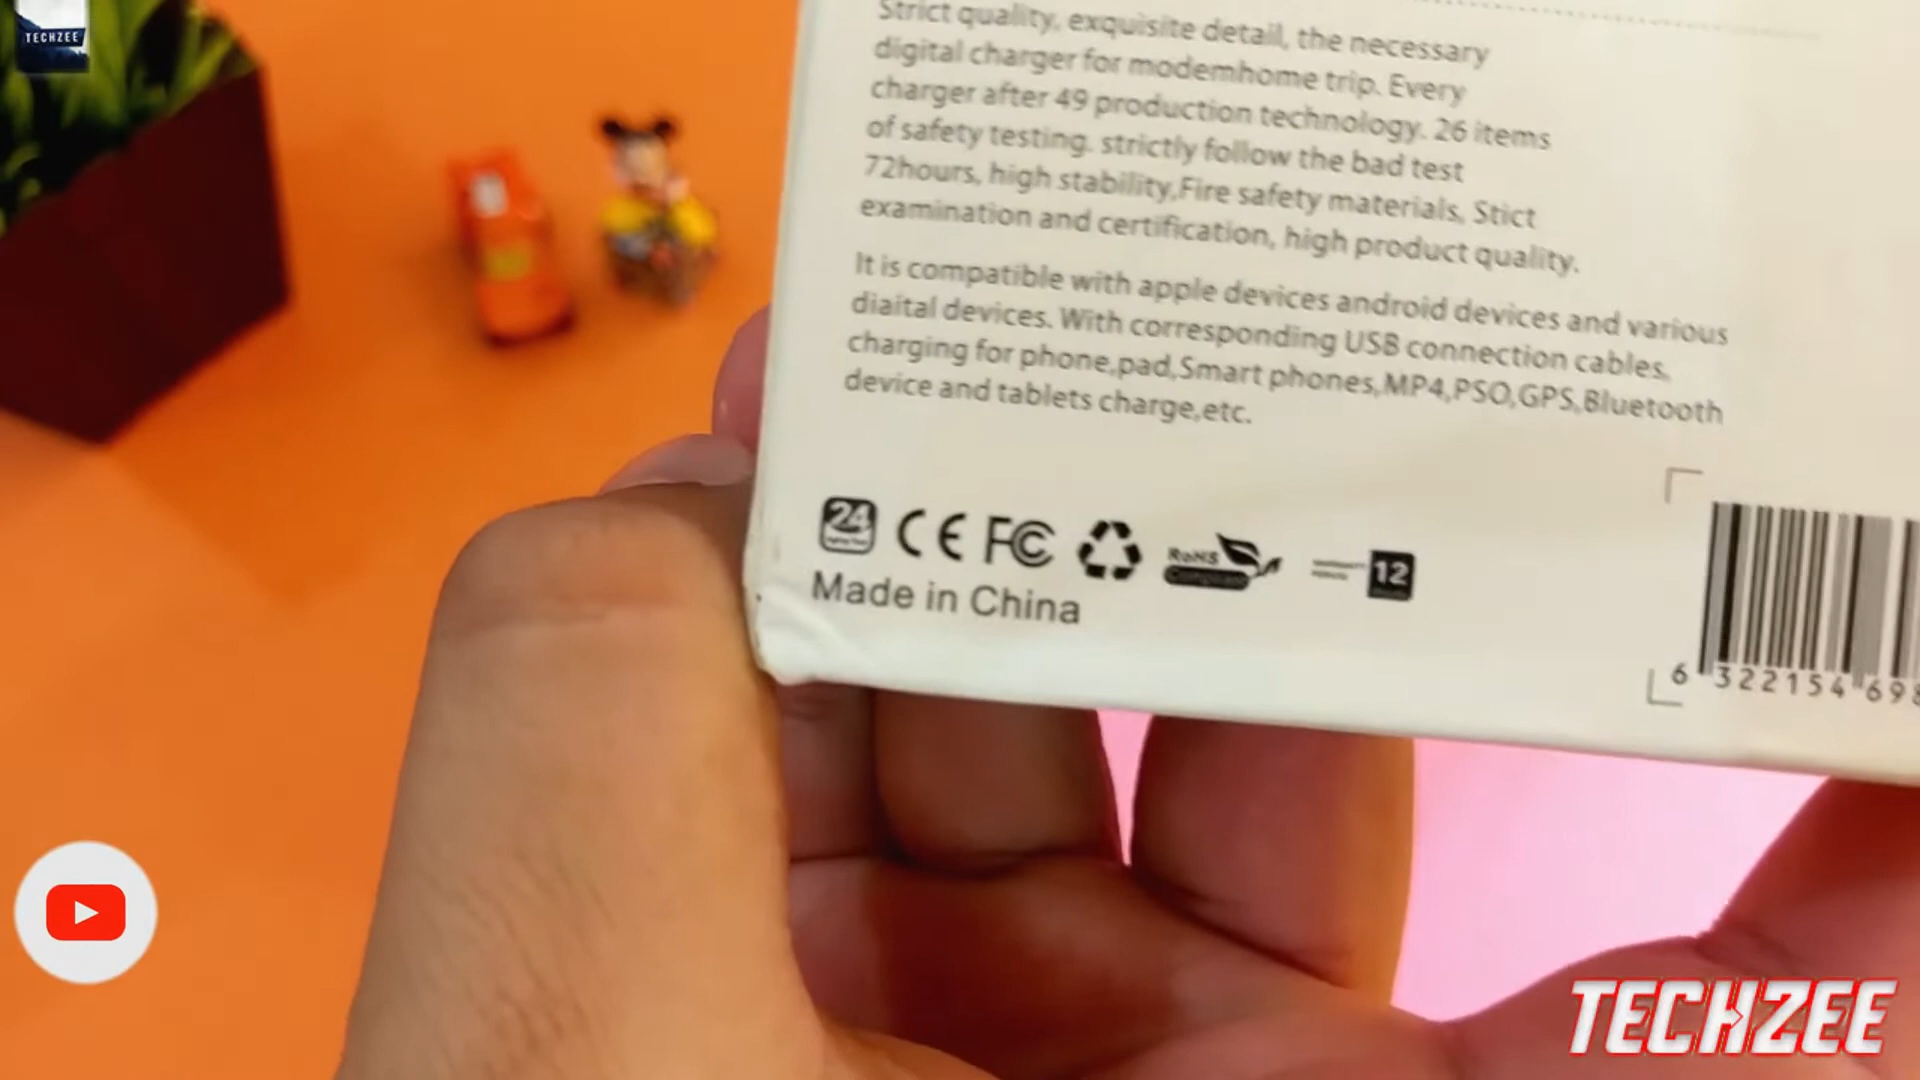 TECHZEE
Strict quality, exquisite detail, the necessary
digital charger for modemhome trip. Every
charger after 49 production technology. 26 items
of safety testing. strictly follow the bad test
72hours, high stability,Fire safety materials, Stict
examination and certification, high product quality.
It is compatible with apple devices android devices and various
diaital devices. With corresponding USB connection cables,
charging for phone,pad,Smart phones,MP4,PSO,GPS,Bluetooth
device and tablets charge,etc.
24
CE FC RoHS 12
Made in China
6 322154 69
TECHZEE